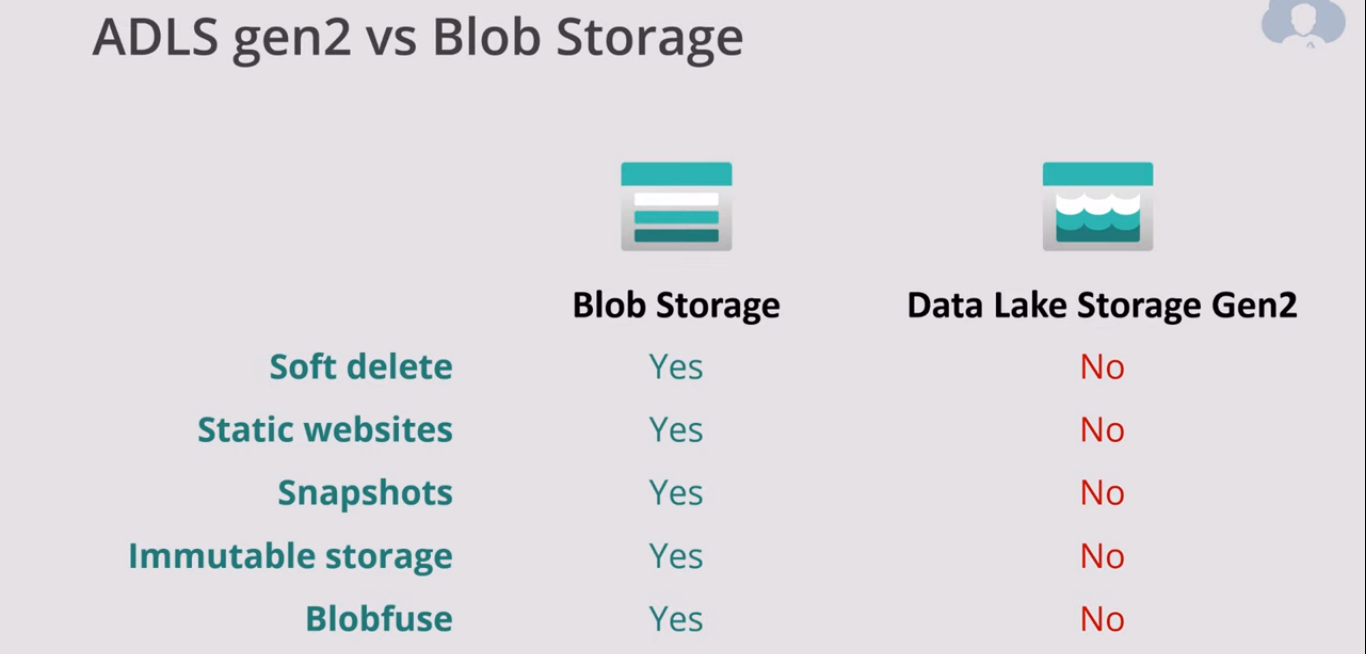 ADLS gen2 vs Blob Storage
Blob Storage Data Lake Storage Gen2
Soft delete Yes No
Static websites Yes No
Snapshots Yes No
Immutable storage Yes No
Blobfuse Yes No